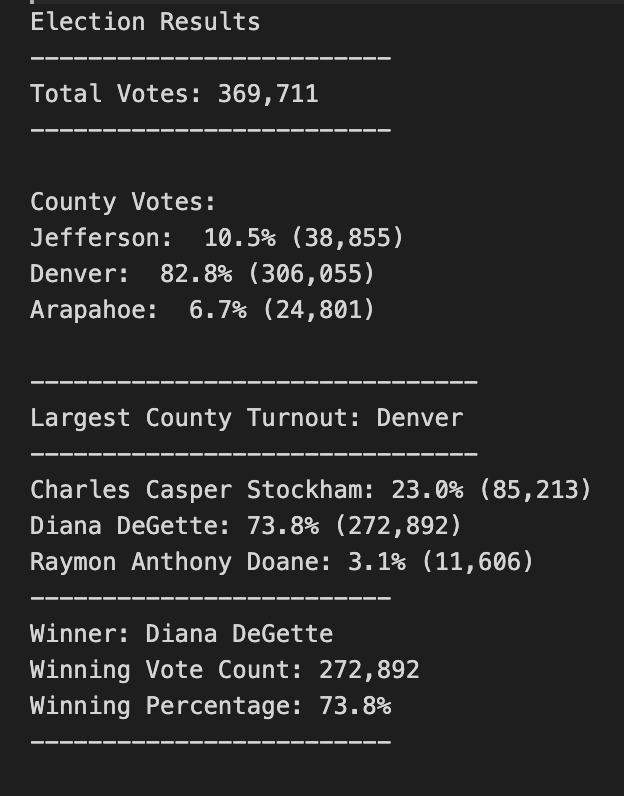 Election Results
-------------------------
Total Votes: 369,711
-------------------------

County Votes:
Jefferson:  10.5% (38,855)
Denver:  82.8% (306,055)
Arapahoe:  6.7% (24,801)

-------------------------------
Largest County Turnout: Denver
-------------------------------
Charles Casper Stockham: 23.0% (85,213)
Diana DeGette: 73.8% (272,892)
Raymon Anthony Doane: 3.1% (11,606)
-------------------------
Winner: Diana DeGette
Winning Vote Count: 272,892
Winning Percentage: 73.8%
-------------------------